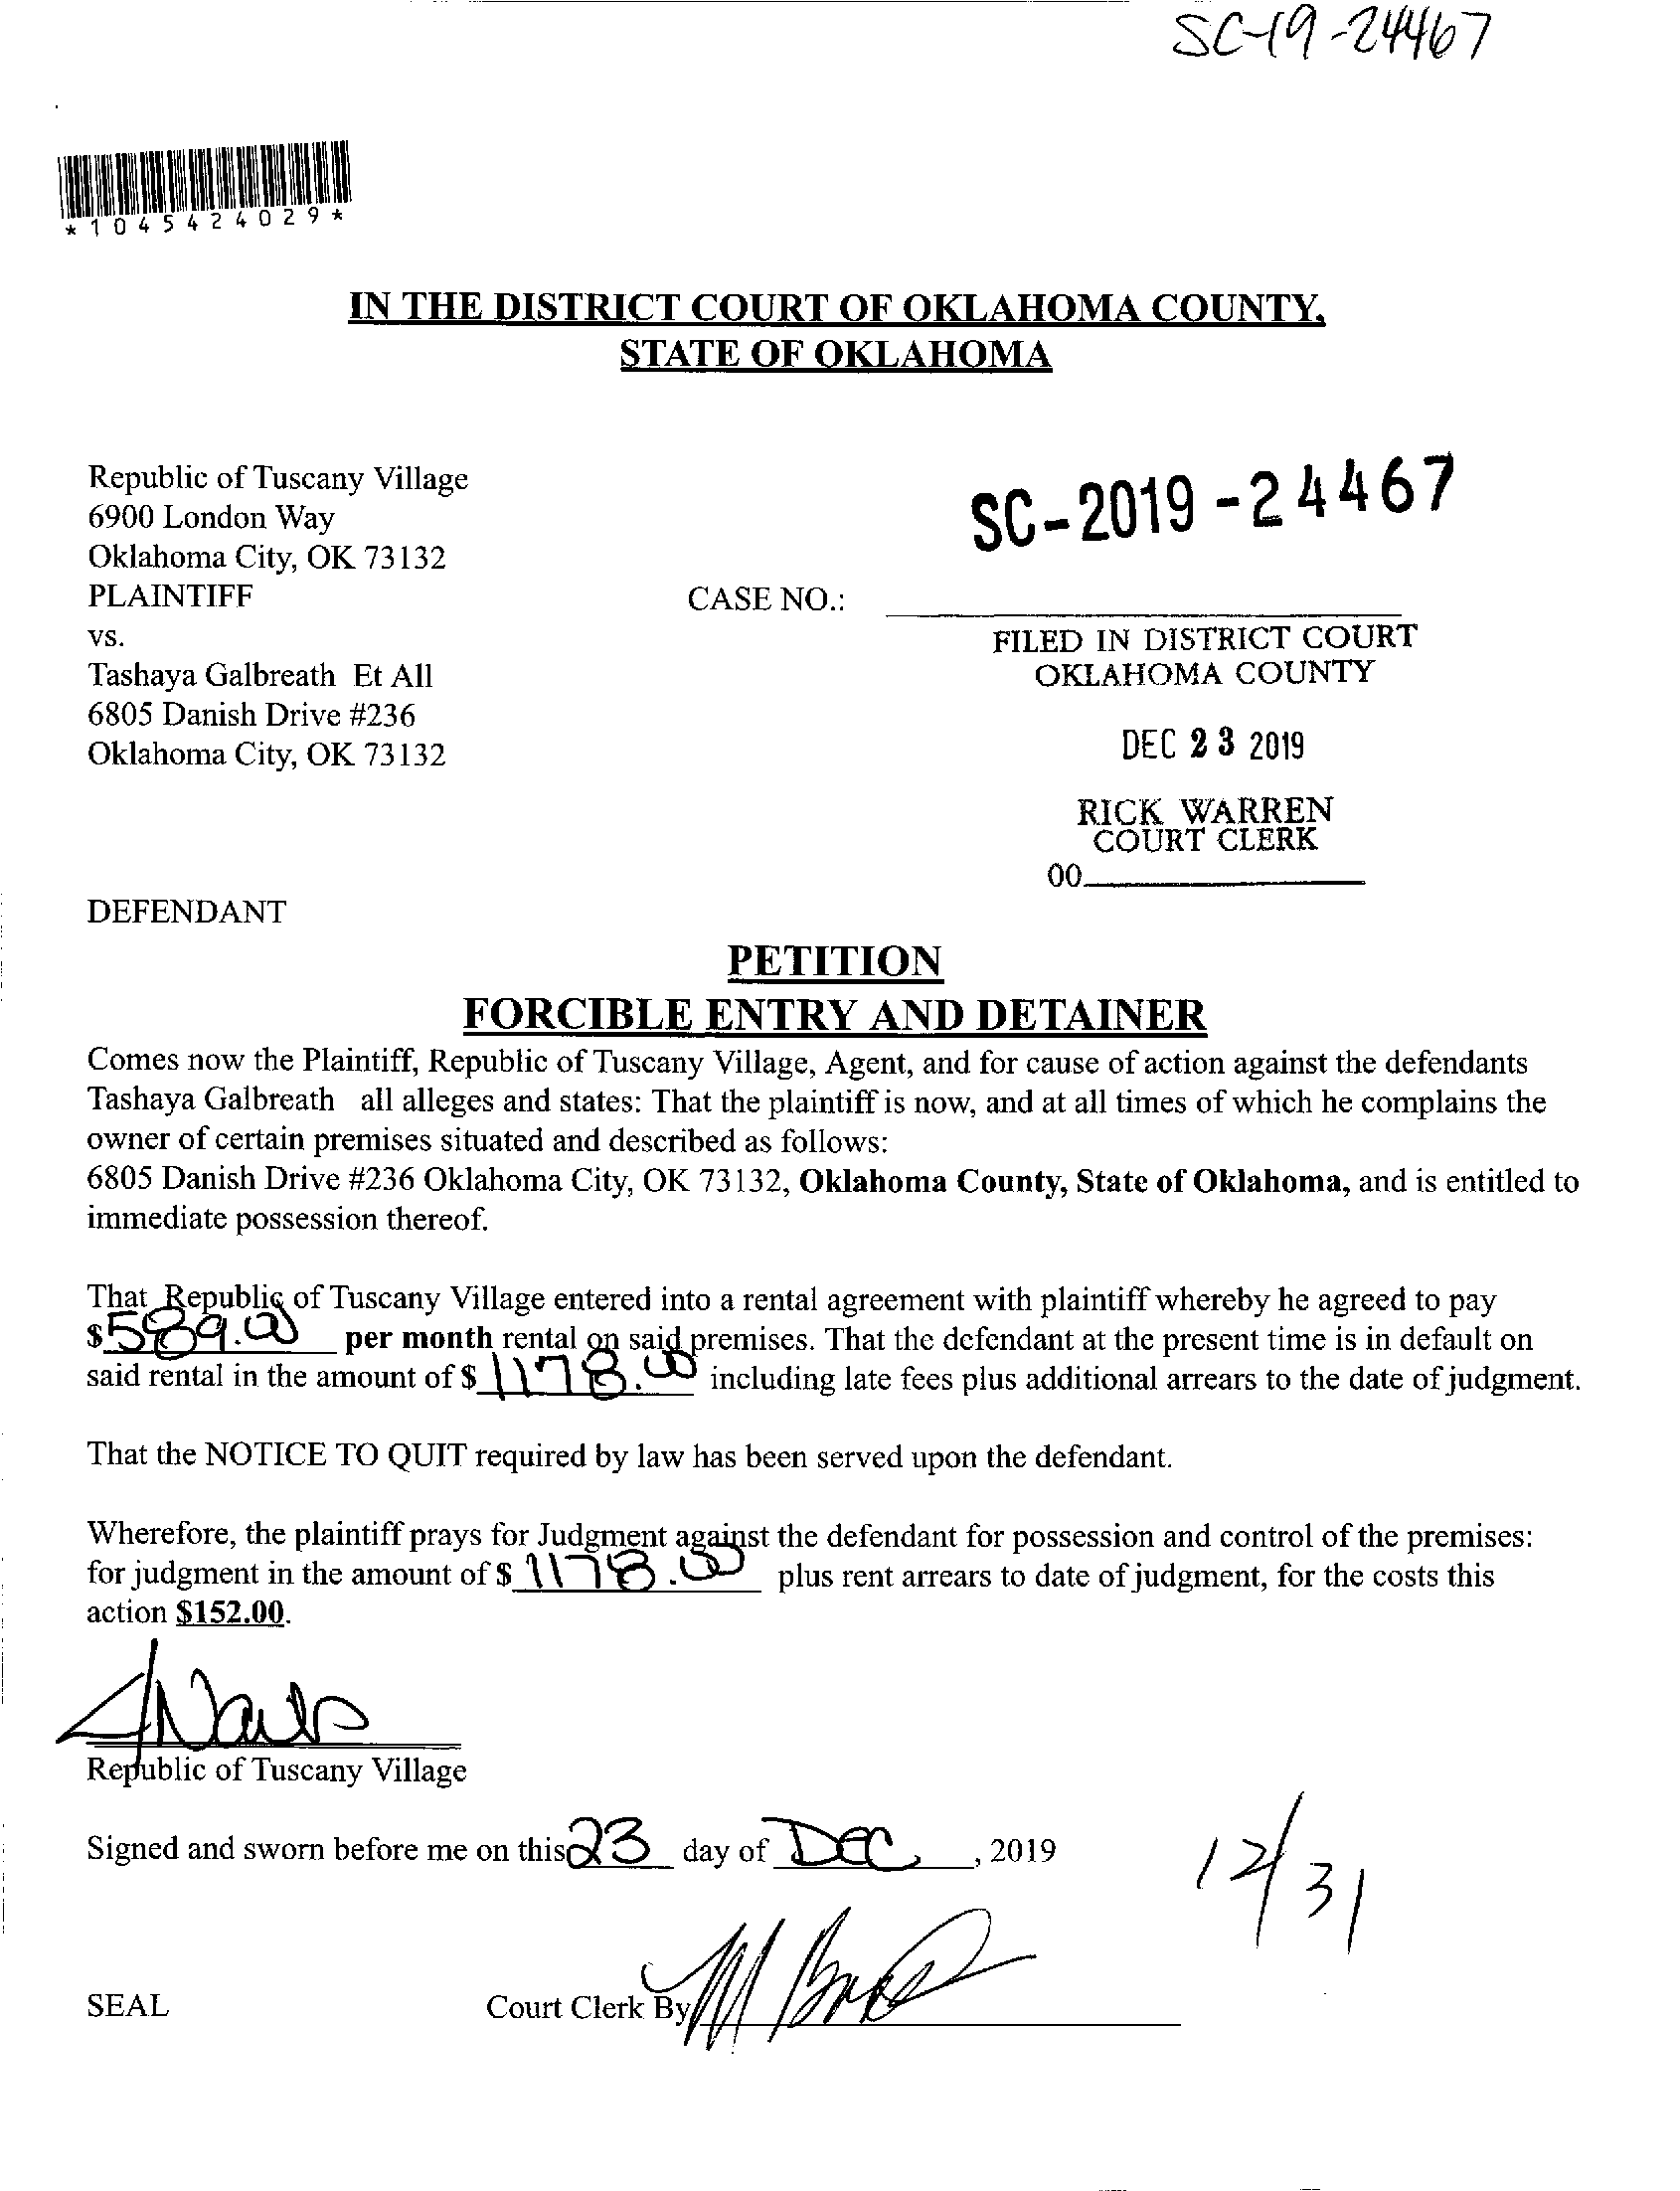 SC-19-24467
*1045424029*
IN THE DISTRICT COURT OF OKLAHOMA COUNTY,
STATE OF OKLAHOMA
Republic of Tuscany Village
6900 London Way
Oklahoma City, OK 73132
PLAINTIFF
vs.
Tashaya Galbreath Et All
6805 Danish Drive #236
Oklahoma City, OK 73132
DEFENDANT
SC-2019-24467
CASE NO.:
FILED IN DISTRICT COURT
OKLAHOMA COUNTY
DEC 23 2019
RICK WARREN
COURT CLERK
00
PETITION
FORCIBLE ENTRY AND DETAINER
Comes now the Plaintiff, Republic of Tuscany Village, Agent, and for cause of action against the defendants
Tashaya Galbreath all alleges and states: That the plaintiff is now, and at all times of which he complains the
owner of certain premises situated and described as follows:
6805 Danish Drive #236 Oklahoma City, OK 73132, Oklahoma County, State of Oklahoma, and is entitled to
immediate possession thereof.
That Republic of Tuscany Village entered into a rental agreement with plaintiff whereby he agreed to pay
$589.00 per month rental on said premises. That the defendant at the present time is in default on
said rental in the amount of $1178.00 including late fees plus additional arrears to the date of judgment.
That the NOTICE TO QUIT required by law has been served upon the defendant.
Wherefore, the plaintiff prays for Judgment against the defendant for possession and control of the premises:
for judgment in the amount of $1178.00 plus rent arrears to date of judgment, for the costs this
action $152.00.
Republic of Tuscany Village
Signed and sworn before me on this 23 day of DEC, 2019
12/31
SEAL
Court Clerk By